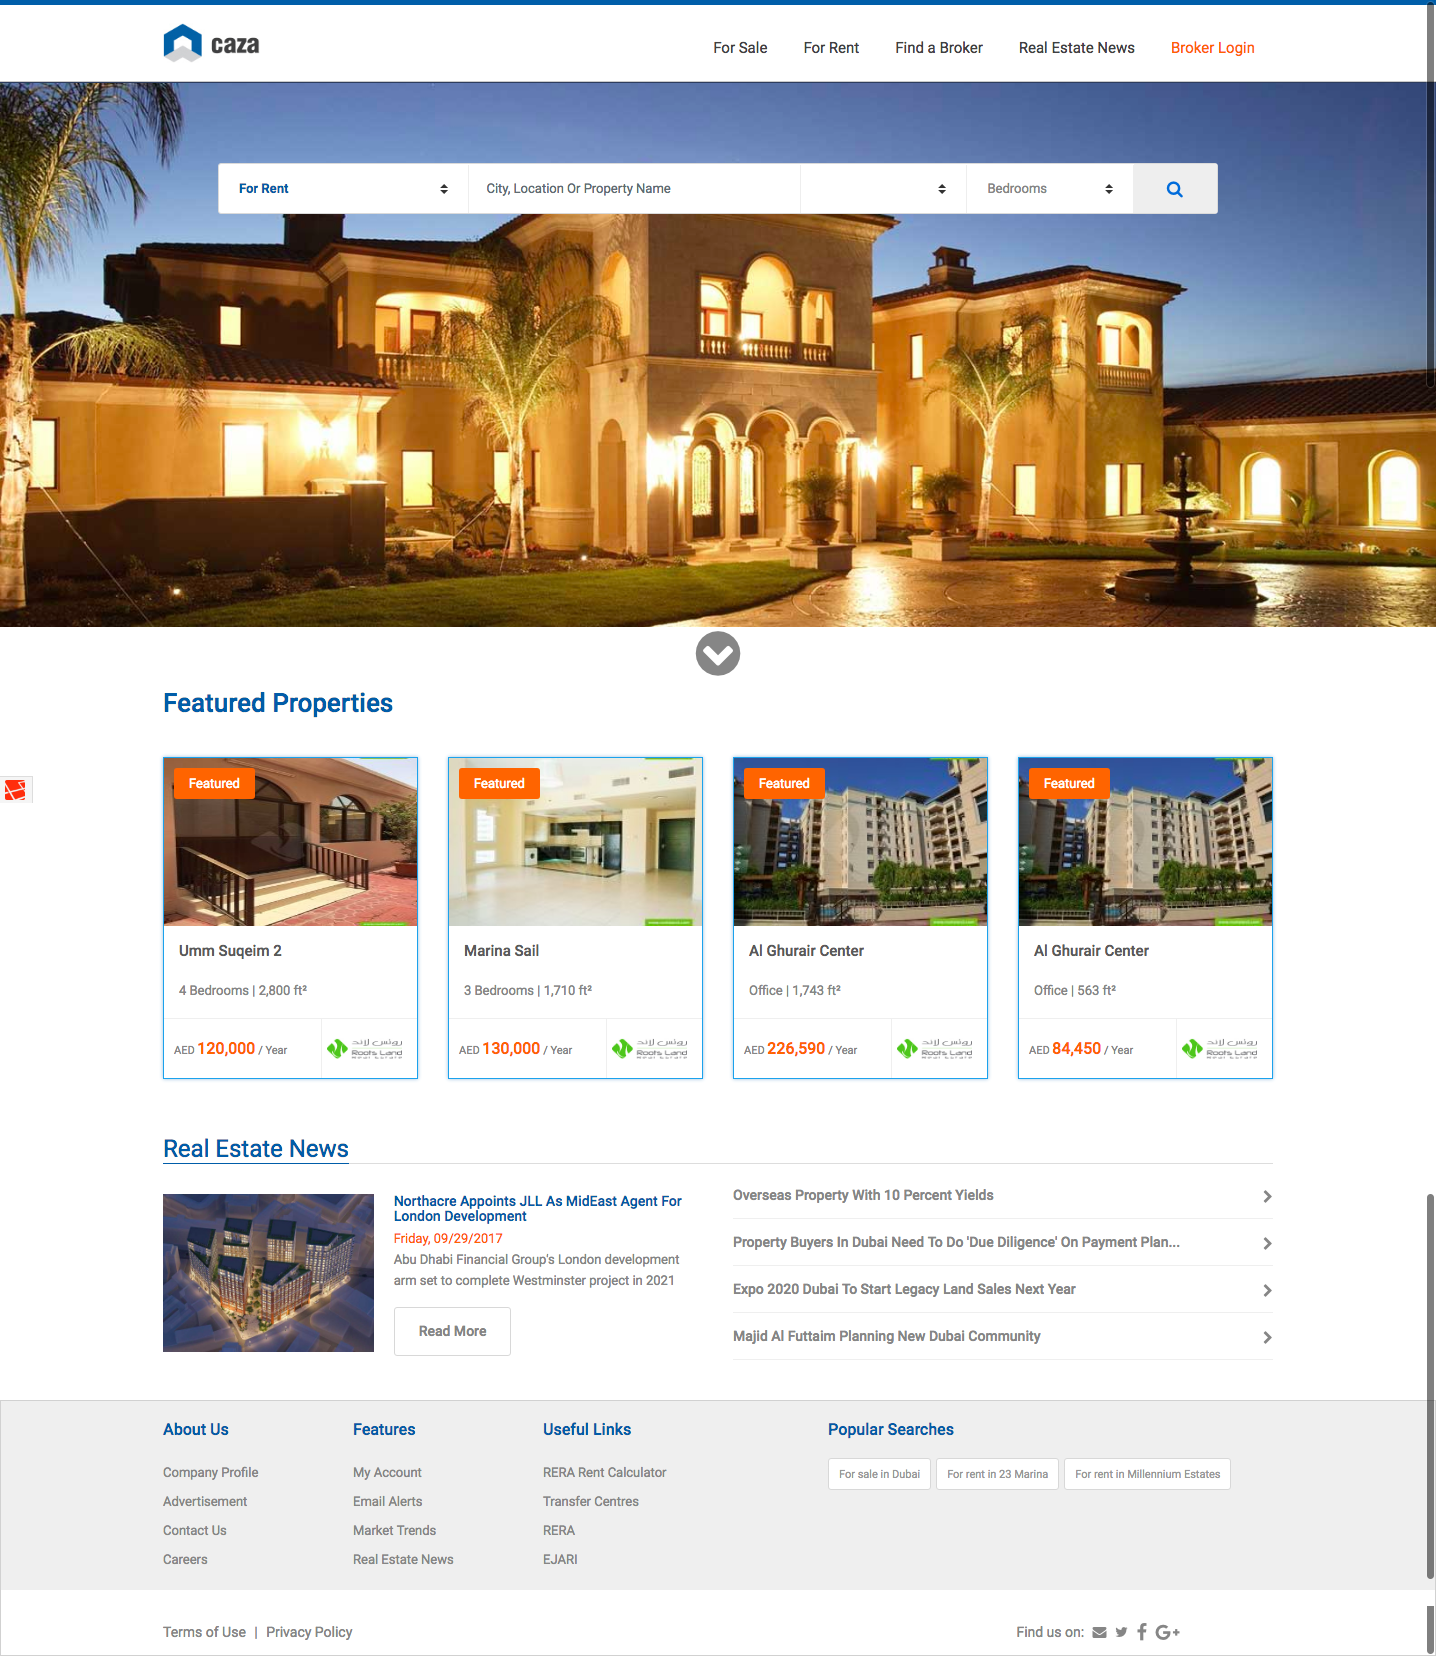 caza
For Sale
For Rent
Find a Broker
Real Estate News
Broker Login
For Rent
City, Location Or Property Name
Bedrooms
Featured Properties
Featured
Featured
Featured
Featured
Umm Suqeim 2
4 Bedrooms | 2,800 ft²
AED 120,000 / Year
روتس لاند
Roots Land
Real Estate
Marina Sail
3 Bedrooms | 1,710 ft²
AED 130,000 / Year
روتس لاند
Roots Land
Real Estate
Al Ghurair Center
Office | 1,743 ft²
AED 226,590 / Year
روتس لاند
Roots Land
Real Estate
Al Ghurair Center
Office | 563 ft²
AED 84,450 / Year
روتس لاند
Roots Land
Real Estate
Real Estate News
Northacre Appoints JLL As MidEast Agent For
London Development
Friday, 09/29/2017
Abu Dhabi Financial Group's London development
arm set to complete Westminster project in 2021
Read More
Overseas Property With 10 Percent Yields
Property Buyers In Dubai Need To Do 'Due Diligence' On Payment Plan...
Expo 2020 Dubai To Start Legacy Land Sales Next Year
Majid Al Futtaim Planning New Dubai Community
About Us
Company Profile
Advertisement
Contact Us
Careers
Features
My Account
Email Alerts
Market Trends
Real Estate News
Useful Links
RERA Rent Calculator
Transfer Centres
RERA
EJARI
Popular Searches
For sale in Dubai
For rent in 23 Marina
For rent in Millennium Estates
Terms of Use | Privacy Policy
Find us on: